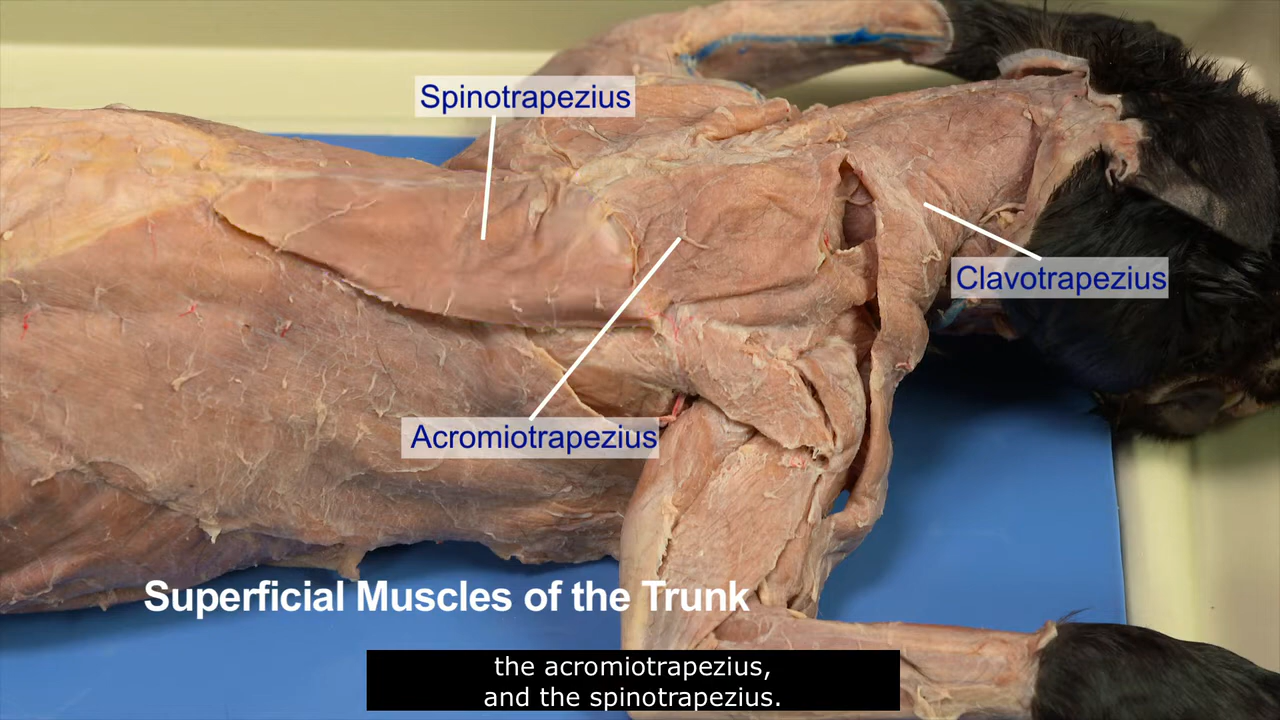 Spinotrapezius
Clavotrapezius
Acromiotrapezius
Superficial Muscles of the Trunk
the acromiotrapezius,
and the spinotrapezius.